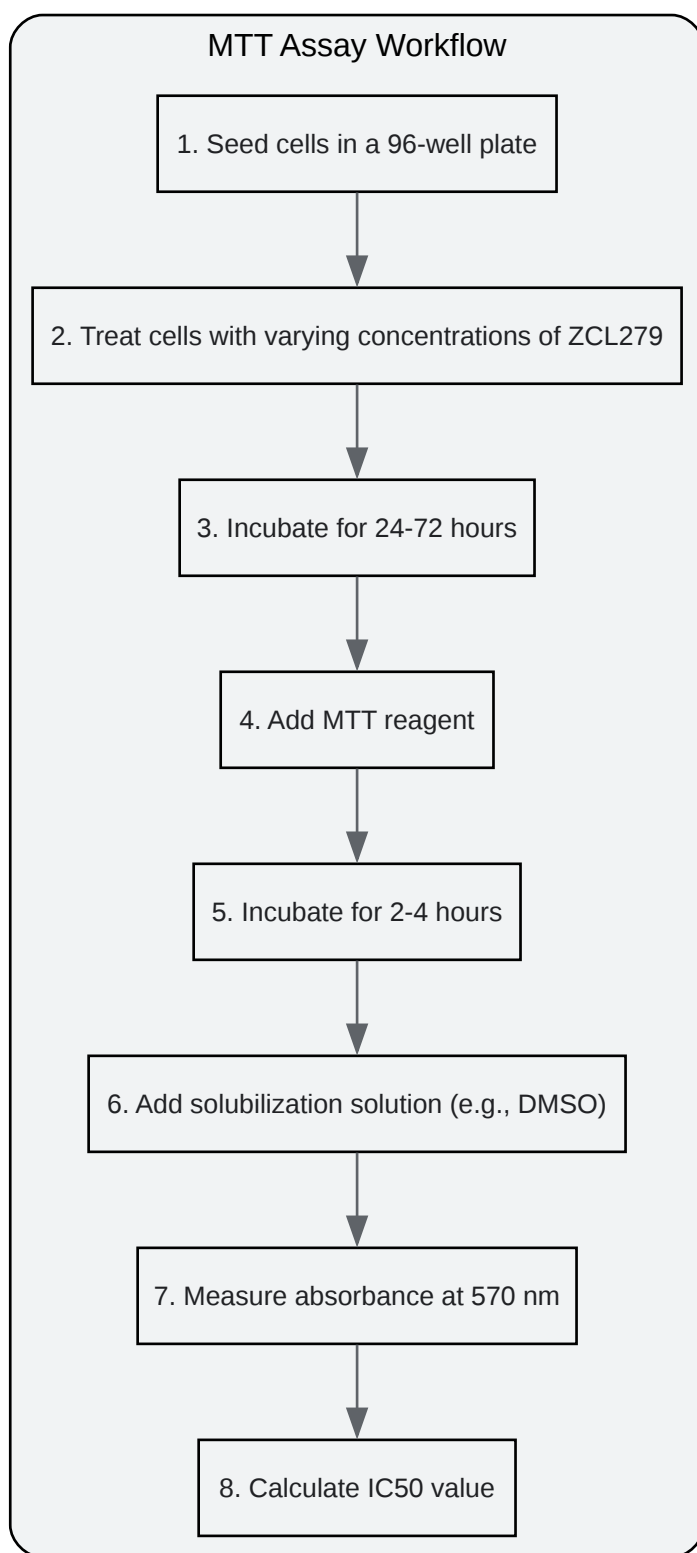 MTT Assay Workflow
1. Seed cells in a 96-well plate
2. Treat cells with varying concentrations of ZCL279
3. Incubate for 24-72 hours
4. Add MTT reagent
5. Incubate for 2-4 hours
6. Add solubilization solution (e.g., DMSO)
7. Measure absorbance at 570 nm
8. Calculate IC50 value